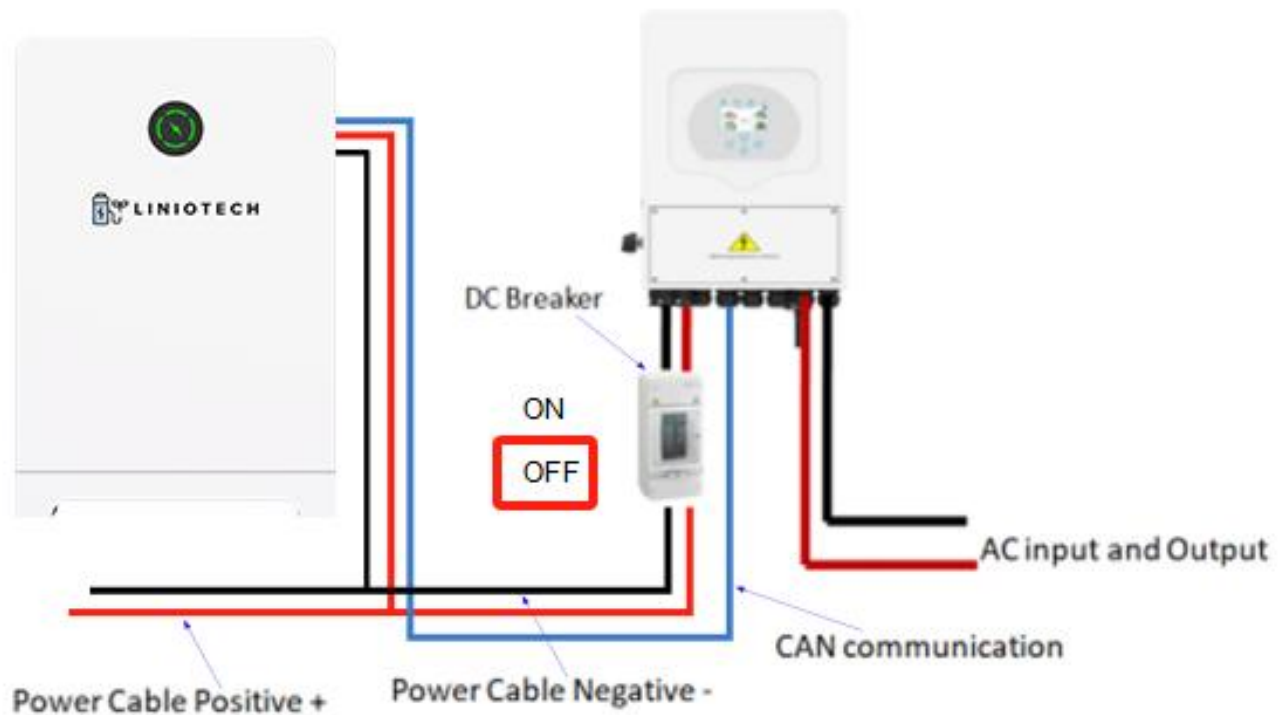 LINIOTECH
DC Breaker
ON
OFF
AC input and Output
CAN communication
Power Cable Negative -
Power Cable Positive +